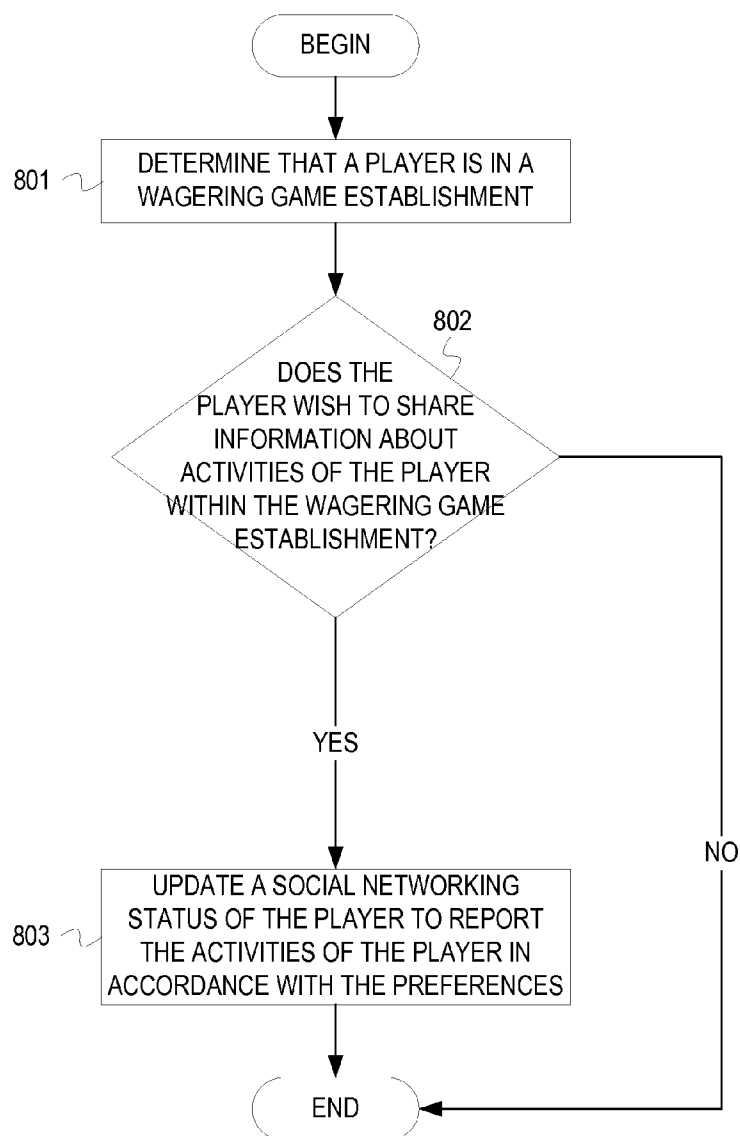 BEGIN
801
DETERMINE THAT A PLAYER IS IN A
WAGERING GAME ESTABLISHMENT
802
DOES THE
PLAYER WISH TO SHARE
INFORMATION ABOUT
ACTIVITIES OF THE PLAYER
WITHIN THE WAGERING GAME
ESTABLISHMENT?
YES
NO
803
UPDATE A SOCIAL NETWORKING
STATUS OF THE PLAYER TO REPORT
THE ACTIVITIES OF THE PLAYER IN
ACCORDANCE WITH THE PREFERENCES
END